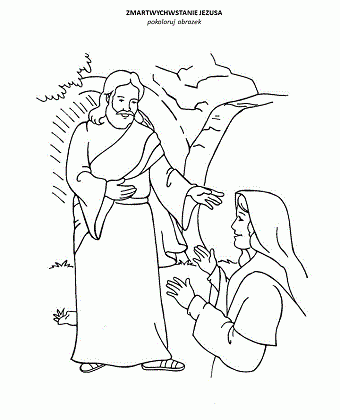 ZMARTWYCHWSTANIE JEZUSA
pokoloruj obrazek